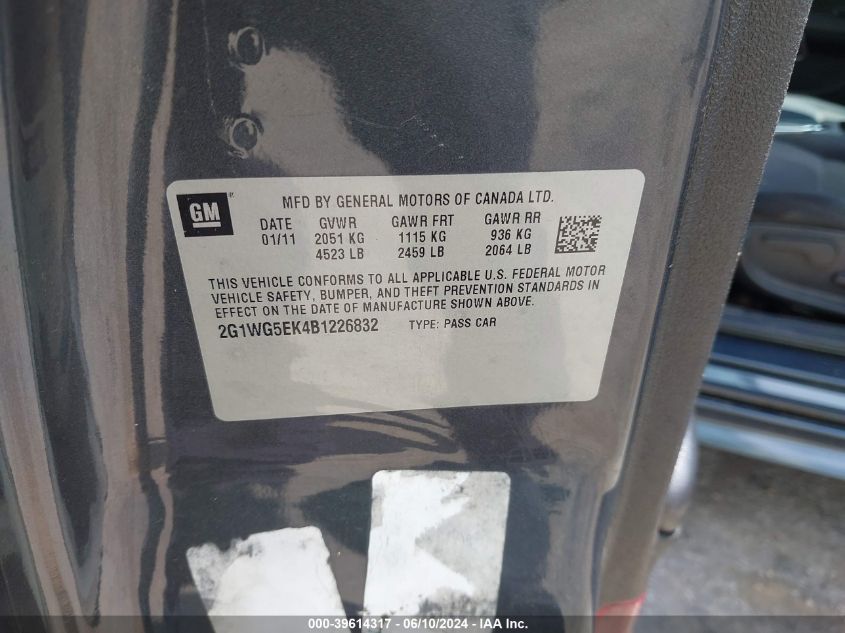 GM
MFD BY GENERAL MOTORS OF CANADA LTD.
DATE GVWR GAWR FRT GAWR RR
01/11 2051 KG 1115 KG 936 KG
4523 LB 2459 LB 2064 LB
THIS VEHICLE CONFORMS TO ALL APPLICABLE U.S. FEDERAL MOTOR
VEHICLE SAFETY, BUMPER, AND THEFT PREVENTION STANDARDS IN
EFFECT ON THE DATE OF MANUFACTURE SHOWN ABOVE.
2G1WG5EK4B1226832 TYPE: PASS CAR
000-39614317 - 06/10/2024 - IAAI.com